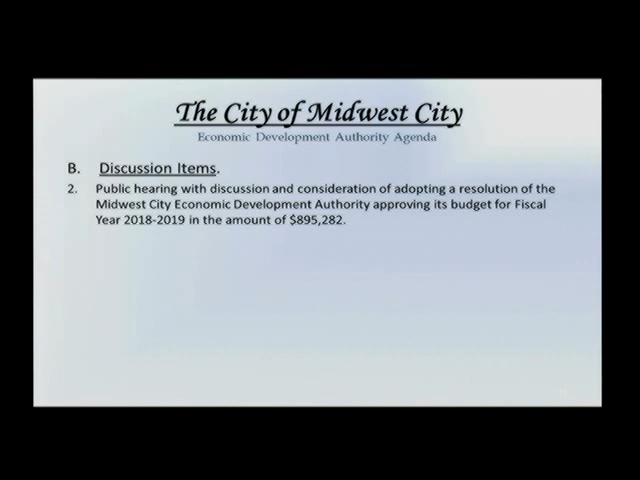 The City of Midwest City
Economic Development Authority Agenda
B. Discussion Items.
2. Public hearing with discussion and consideration of adopting a resolution of the
Midwest City Economic Development Authority approving its budget for Fiscal
Year 2018-2019 in the amount of $895,282.